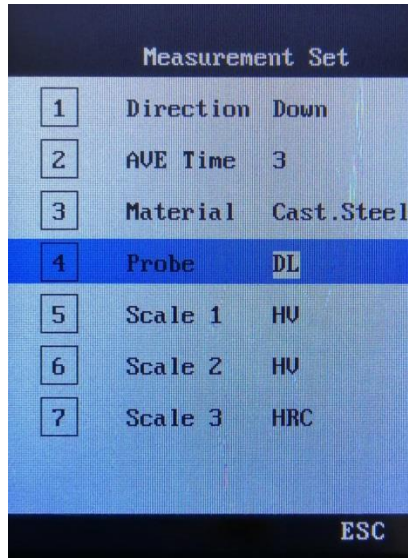 Measurement Set
1 Direction Down
2 AVE Time 3
3 Material Cast.Steel
4 Probe DL
5 Scale 1 HV
6 Scale 2 HV
7 Scale 3 HRC
ESC